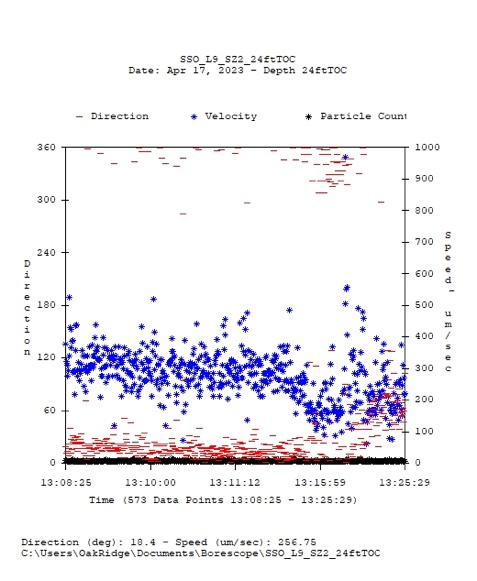 SSO_L9_SZ2_24ftTOC
Date: Apr 17, 2023 - Depth 24ftTOC
Direction Velocity Particle Count
360 1000
900
300 800
700
240 600
180 500
400
120 300
60 200
100
0 0
Direction
Speed - um/sec
13:08:25 13:10:00 13:11:12 13:15:59 13:25:29
Time (573 Data Points 13:08:25 - 13:25:29)
Direction (deg): 18.4 - Speed (um/sec): 256.75
C:\Users\OakRidge\Documents\Borescope\SSO_L9_SZ2_24ftTOC